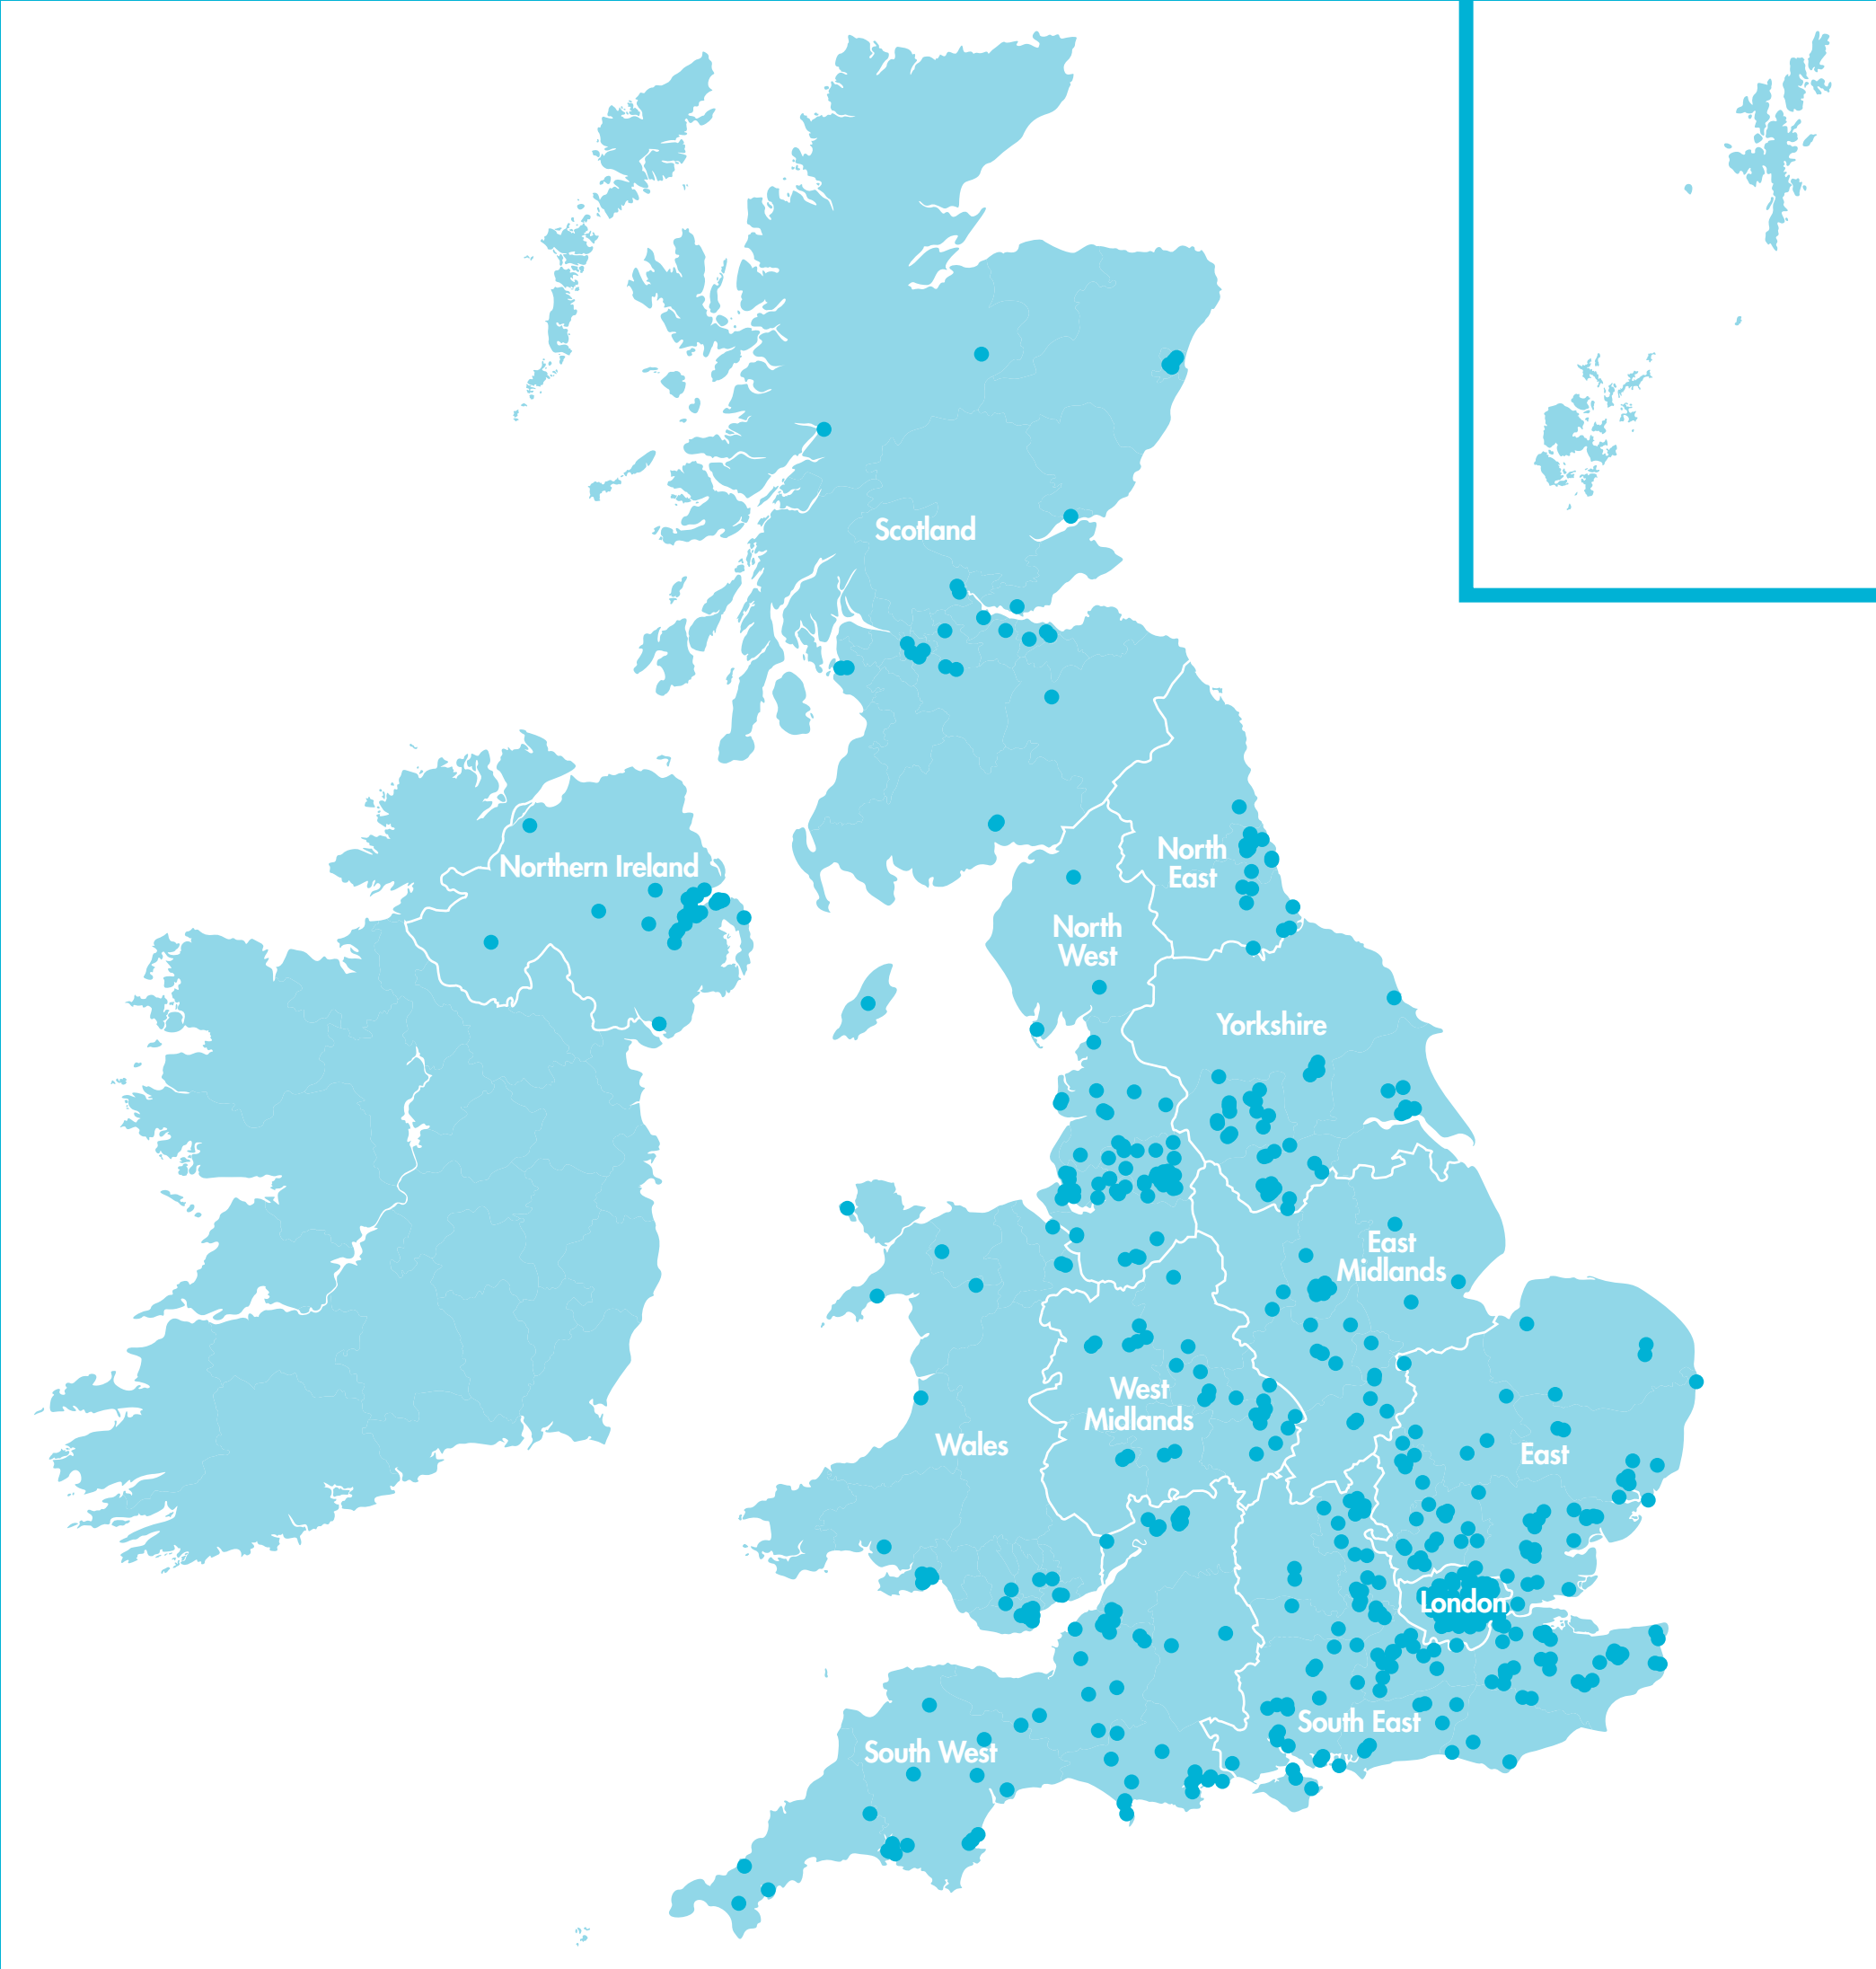 Scotland
Northern Ireland
North
East
North
West
Yorkshire
East
Midlands
West
Midlands
Wales
East
London
South East
South West